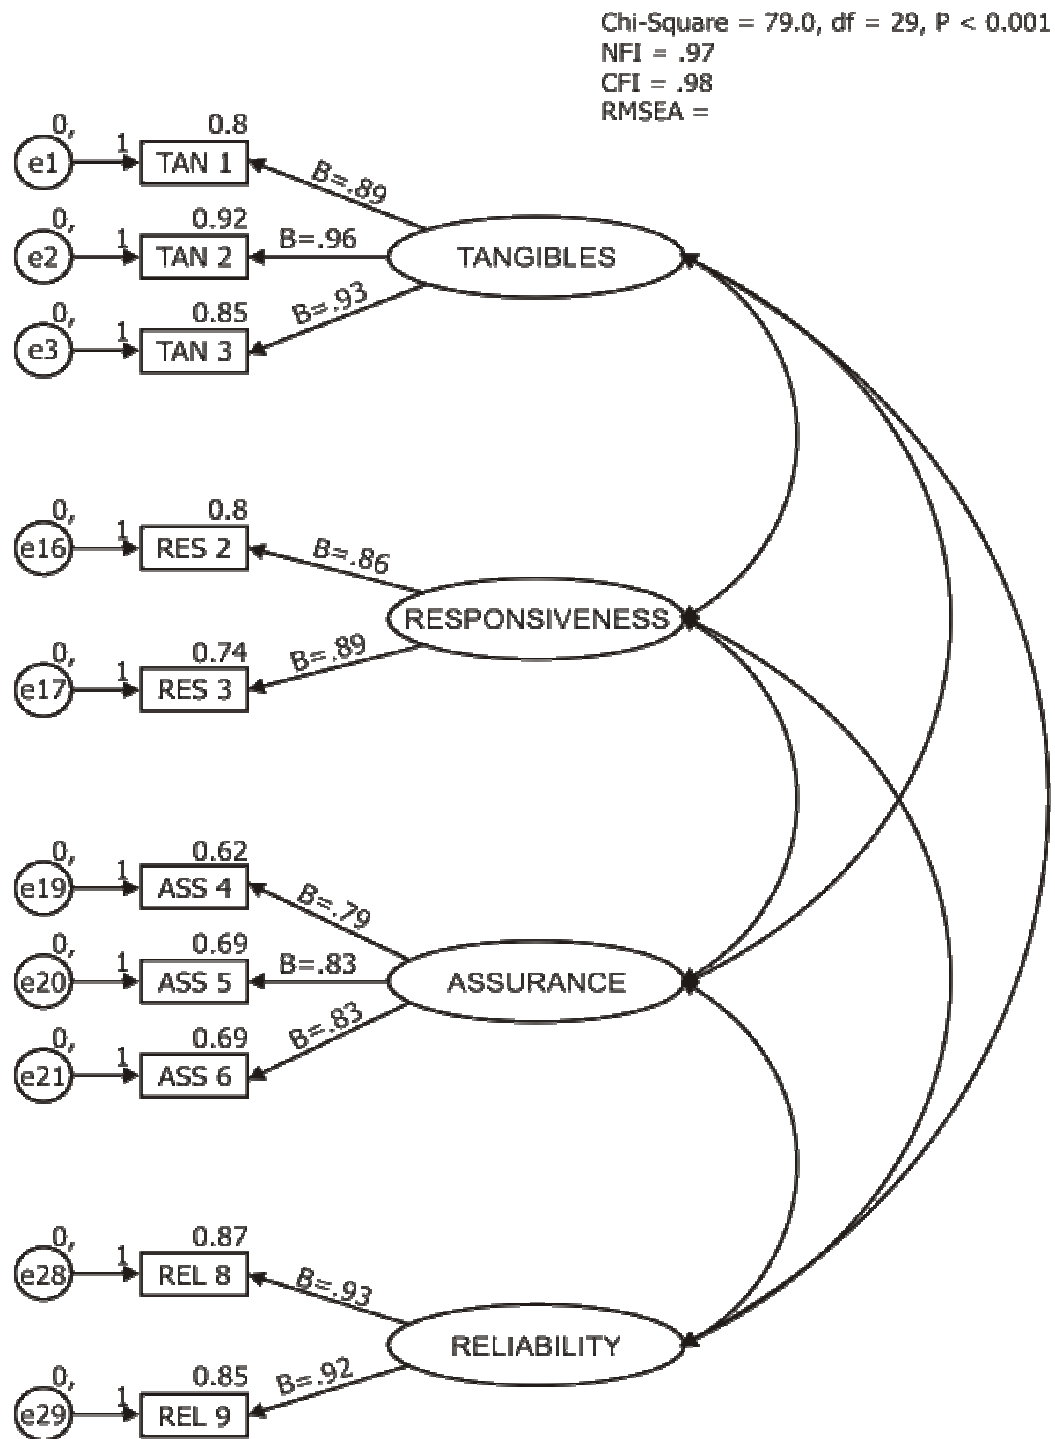 Chi-Square = 79.0, df = 29, P < 0.001
NFI = .97
CFI = .98
RMSEA =
0, 0.8
e1 1 TAN 1 B=.89
0, 0.92
e2 1 TAN 2 B=.96 TANGIBLES
0, 0.85
e3 1 TAN 3 B=.93
0, 0.8
e16 1 RES 2 B=.86
RESPONSIVENESS
0, 0.74
e17 1 RES 3 B=.89
0, 0.62
e19 1 ASS 4 B=.79
0, 0.69
e20 1 ASS 5 B=.83 ASSURANCE
0, 0.69
e21 1 ASS 6 B=.83
0, 0.87
e28 1 REL 8 B=.93
RELIABILITY
0, 0.85
e29 1 REL 9 B=.92